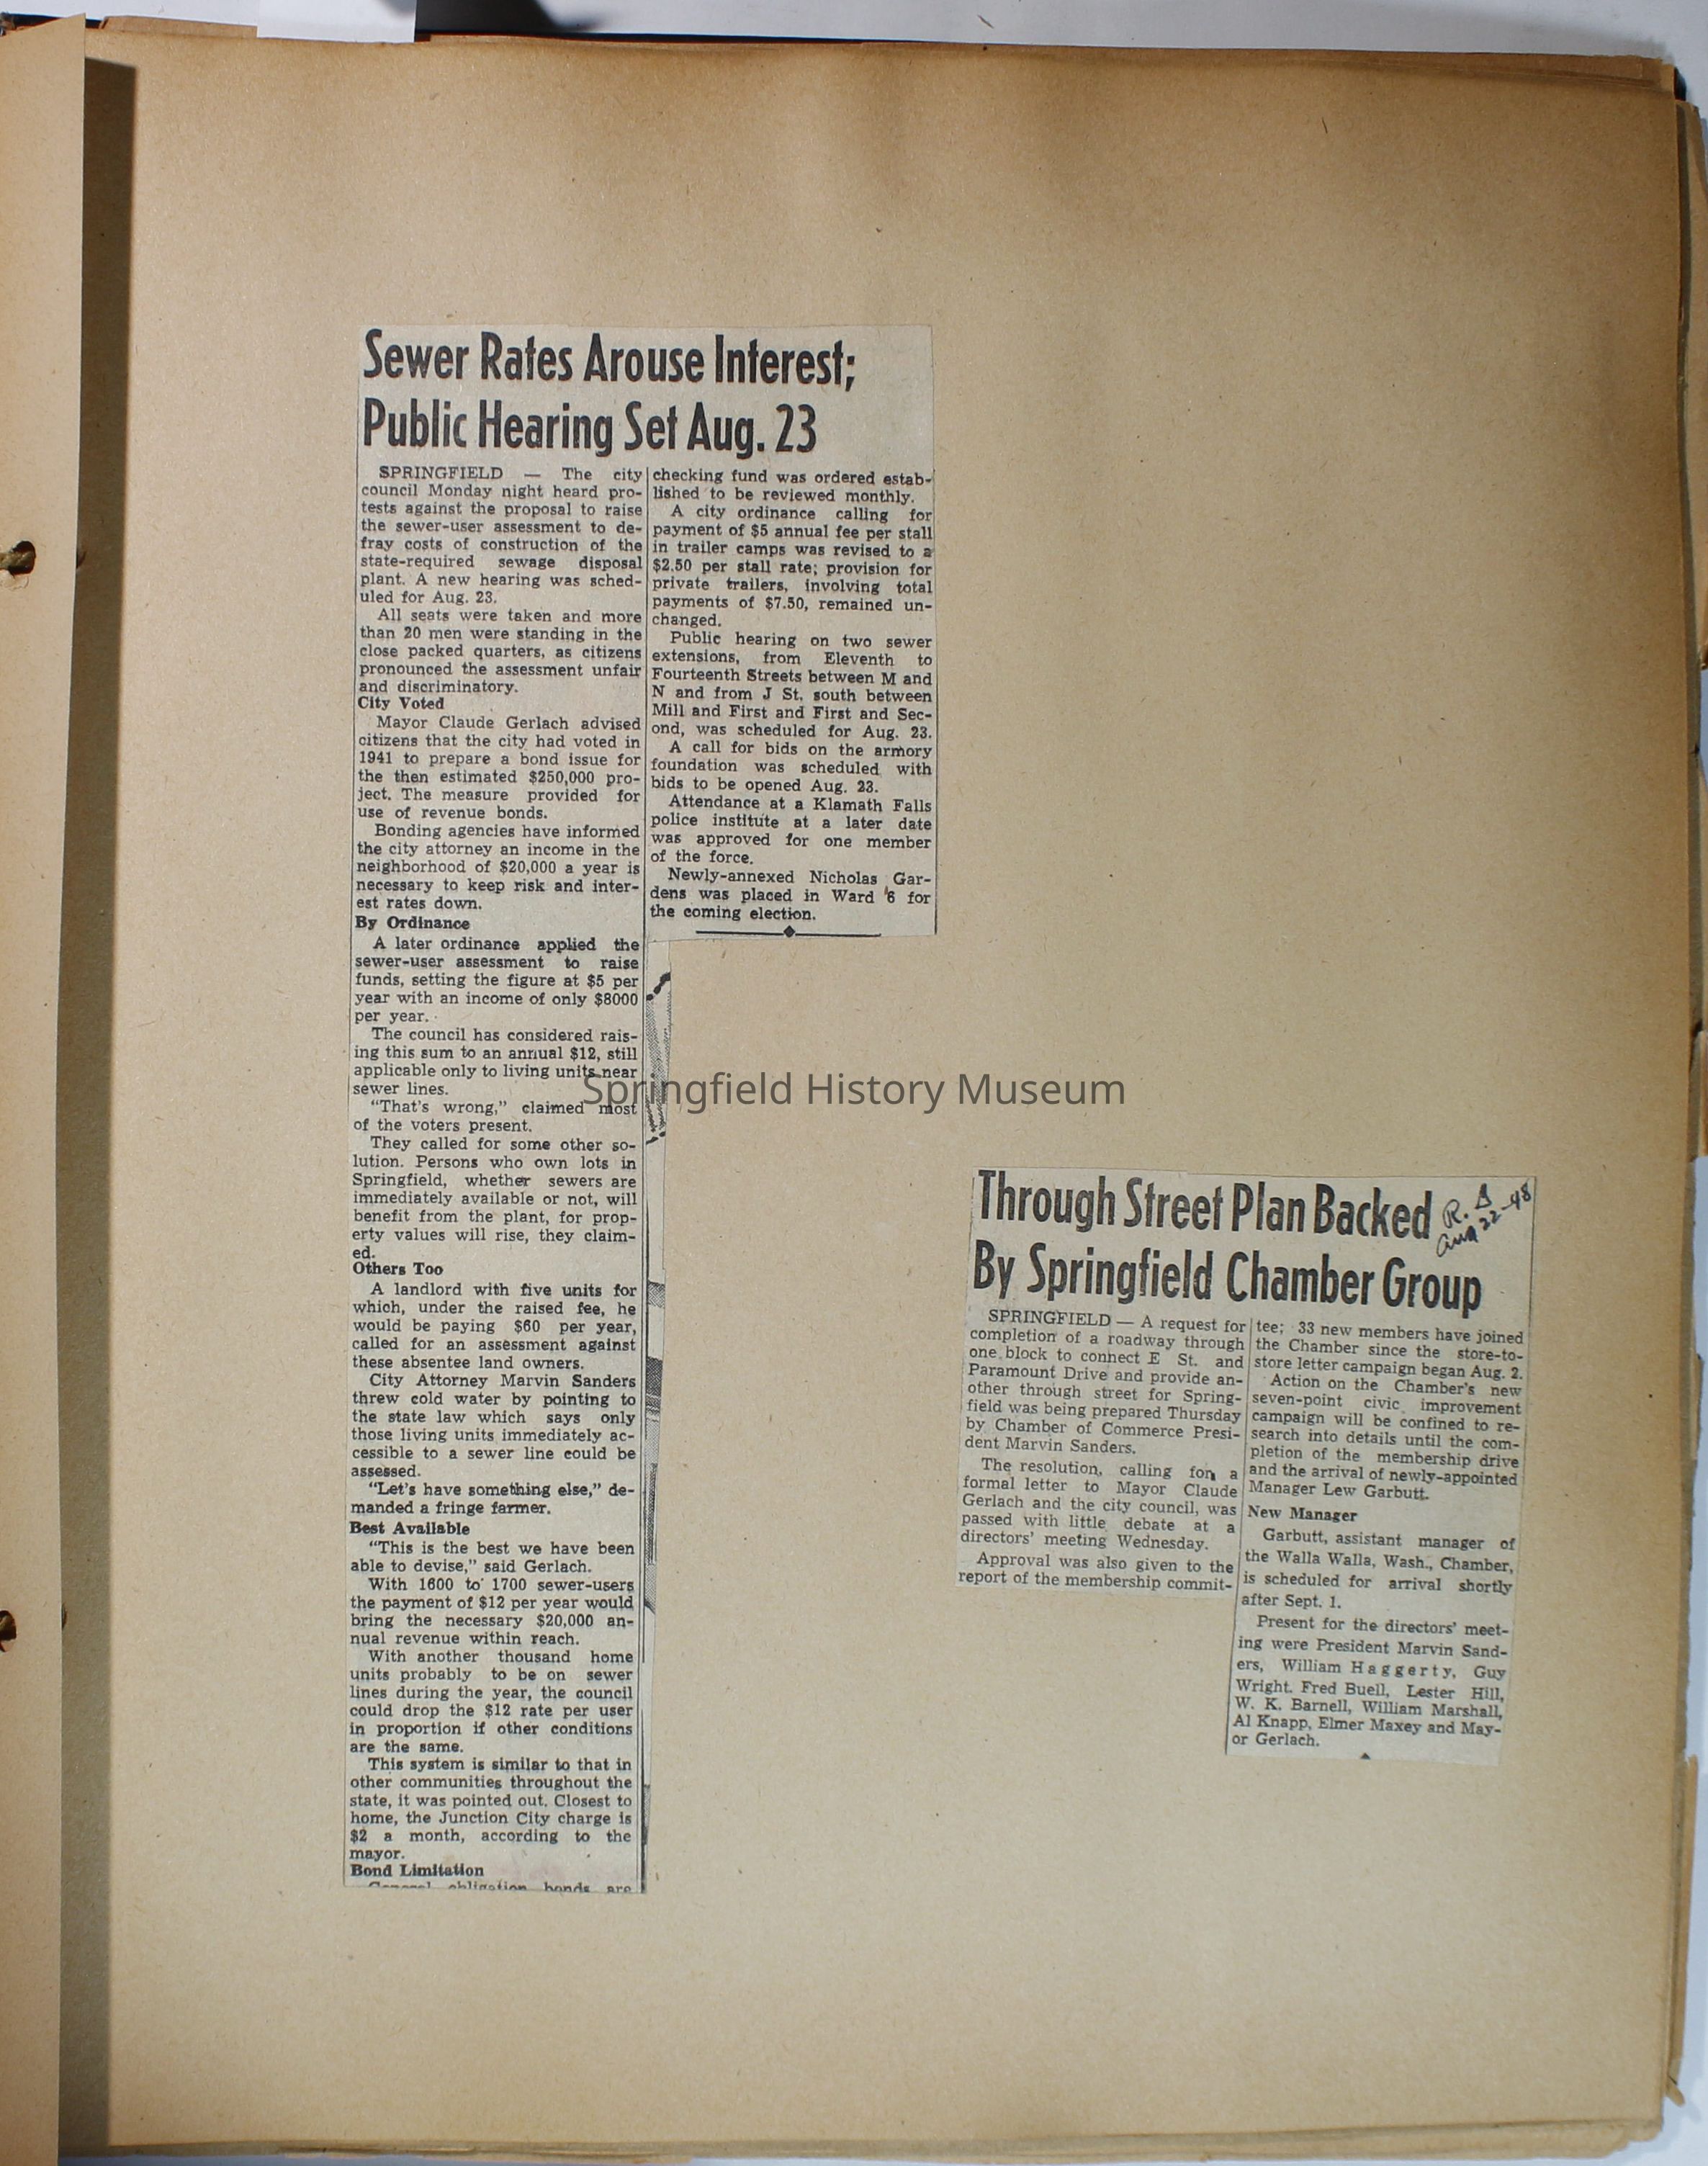 Sewer Rates Arouse Interest;
Public Hearing Set Aug. 23
SPRINGFIELD — The city
council Monday night heard pro-
tests against the proposal to raise
the sewer-user assessment to de-
fray costs of construction of the
state-required sewage disposal
plant. A new hearing was sched-
uled for Aug. 23.
All seats were taken and more
than 20 men were standing in the
close packed quarters, as citizens
pronounced the assessment unfair
and discriminatory.
City Voted
Mayor Claude Gerlach advised
citizens that the city had voted in
1941 to prepare a bond issue for
the then estimated $250,000 pro-
ject. The measure provided for
use of revenue bonds.
Bonding agencies have informed
the city attorney an income in the
neighborhood of $20,000 a year is
necessary to keep risk and inter-
est rates down.
By Ordinance
A later ordinance applied the
sewer-user assessment to raise
funds, setting the figure at $5 per
year with an income of only $8000
per year.
The council has considered rais-
ing this sum to an annual $12, still
applicable only to living units near
sewer lines.
"That's wrong," claimed most
of the voters present.
They called for some other so-
lution. Persons who own lots in
Springfield, whether sewers are
immediately available or not, will
benefit from the plant, for prop-
erty values will rise, they claim-
ed.
Others Too
A landlord with five units for
which, under the raised fee, he
would be paying $60 per year,
called for an assessment against
these absentee land owners.
City Attorney Marvin Sanders
threw cold water by pointing to
the state law which says only
those living units immediately ac-
cessible to a sewer line could be
assessed.
"Let's have something else," de-
manded a fringe farmer.
Best Available
"This is the best we have been
able to devise," said Gerlach.
With 1600 to 1700 sewer-users
the payment of $12 per year would
bring the necessary $20,000 an-
nual revenue within reach.
With another thousand home
units probably to be on sewer
lines during the year, the council
could drop the $12 rate per user
in proportion if other conditions
are the same.
This system is similar to that in
other communities throughout the
state, it was pointed out. Closest to
home, the Junction City charge is
$2 a month, according to the
mayor.
Bond Limitation
General obligation bonds are
checking fund was ordered estab-
lished to be reviewed monthly.
A city ordinance calling for
payment of $5 annual fee per stall
in trailer camps was revised to a
$2.50 per stall rate; provision for
private trailers, involving total
payments of $7.50, remained un-
changed.
Public hearing on two sewer
extensions, from Eleventh to
Fourteenth Streets between M and
N and from J St. south between
Mill and First and First and Sec-
ond, was scheduled for Aug. 23.
A call for bids on the armory
foundation was scheduled with
bids to be opened Aug. 23.
Attendance at a Klamath Falls
police institute at a later date
was approved for one member
of the force.
Newly-annexed Nicholas Gar-
dens was placed in Ward 6 for
the coming election.
Springfield History Museum
Through Street Plan Backed
By Springfield Chamber Group
R. G
Aug 22-48
SPRINGFIELD — A request for
completion of a roadway through
one block to connect E St. and
Paramount Drive and provide an-
other through street for Spring-
field was being prepared Thursday
by Chamber of Commerce Presi-
dent Marvin Sanders.
The resolution, calling for a
formal letter to Mayor Claude
Gerlach and the city council, was
passed with little debate at a
directors' meeting Wednesday.
Approval was also given to the
report of the membership commit-
tee; 33 new members have joined
the Chamber since the store-to-
store letter campaign began Aug. 2.
Action on the Chamber's new
seven-point civic improvement
campaign will be confined to re-
search into details until the com-
pletion of the membership drive
and the arrival of newly-appointed
Manager Lew Garbutt.
New Manager
Garbutt, assistant manager of
the Walla Walla, Wash., Chamber,
is scheduled for arrival shortly
after Sept. 1.
Present for the directors' meet-
ing were President Marvin Sand-
ers, William Haggerty, Guy
Wright. Fred Buell, Lester Hill,
W. K. Barnell, William Marshall,
Al Knapp, Elmer Maxey and May-
or Gerlach.